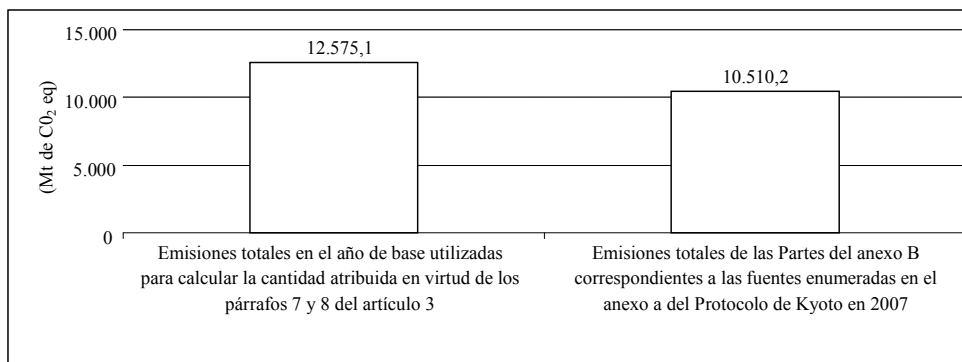 15.000
12.575,1
10.510,2
10.000
(Mt de C0₂ eq)
5.000
0
Emisiones totales en el año de base utilizadas
para calcular la cantidad atribuida en virtud de los
párrafos 7 y 8 del artículo 3
Emisiones totales de las Partes del anexo B
correspondientes a las fuentes enumeradas en el
anexo a del Protocolo de Kyoto en 2007